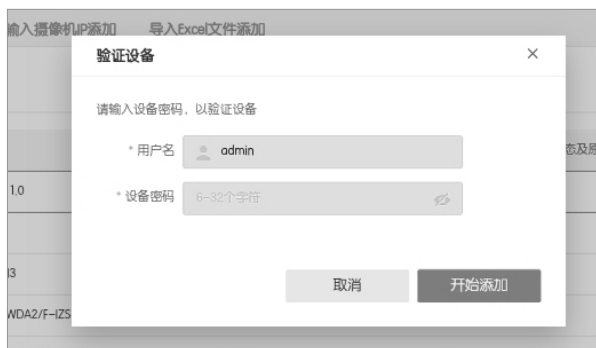 输入摄像机IP添加 导入Excel文件添加
验证设备
请输入设备密码，以验证设备
* 用户名 admin
态及原
1.0
* 设备密码 6-32个字符
取消 开始添加
WDA2/F-IZS